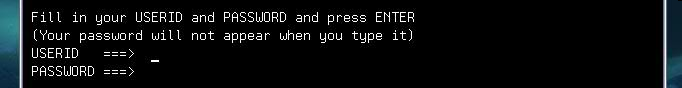 Fill in your USERID and PASSWORD and press ENTER
(Your password will not appear when you type it)
USERID   ===>  _
PASSWORD ===>